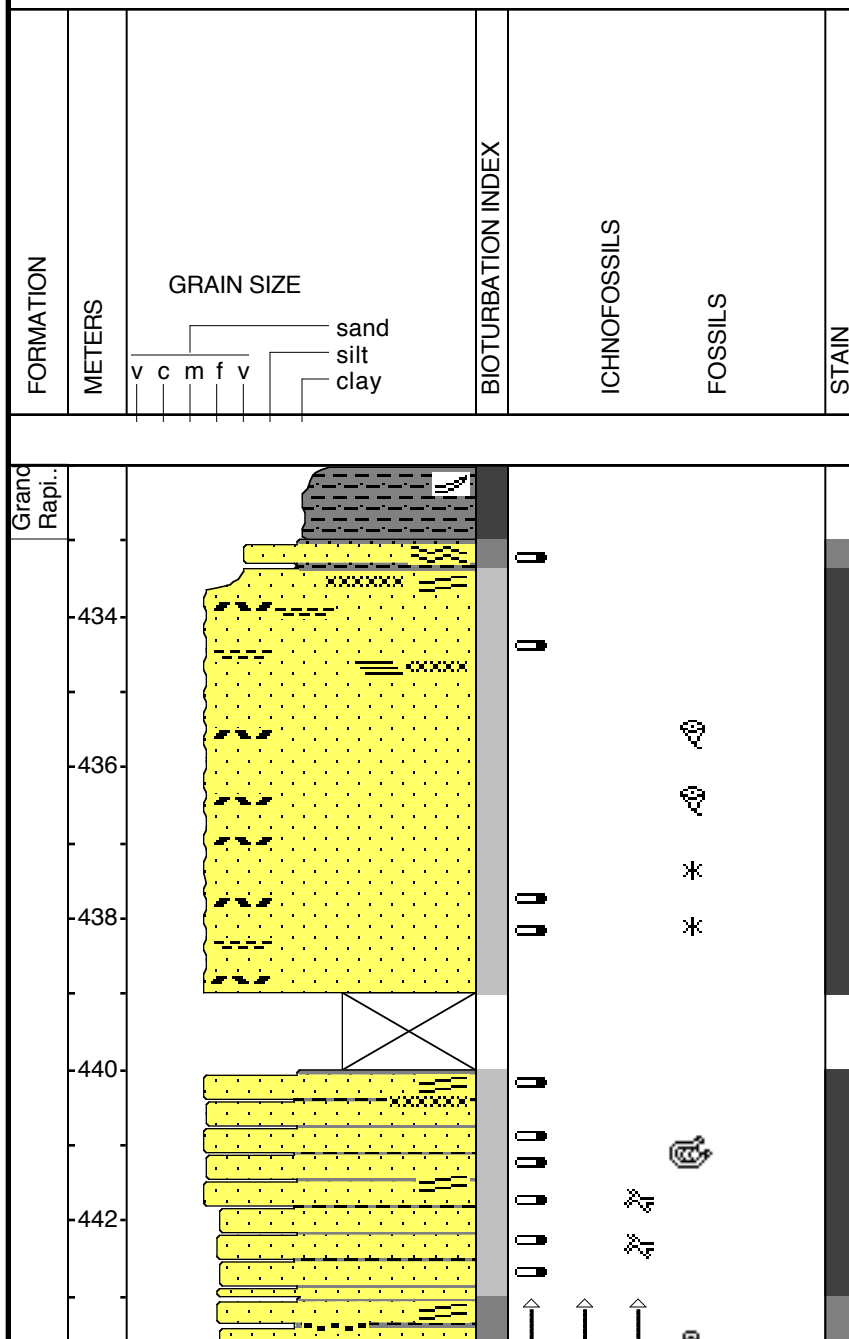 FORMATION
METERS
GRAIN SIZE
sand
silt
clay
v c m f v
BIOTURBATION INDEX
ICHNOFOSSILS
FOSSILS
STAIN
Grand
Rapi..
434
436
438
440
442